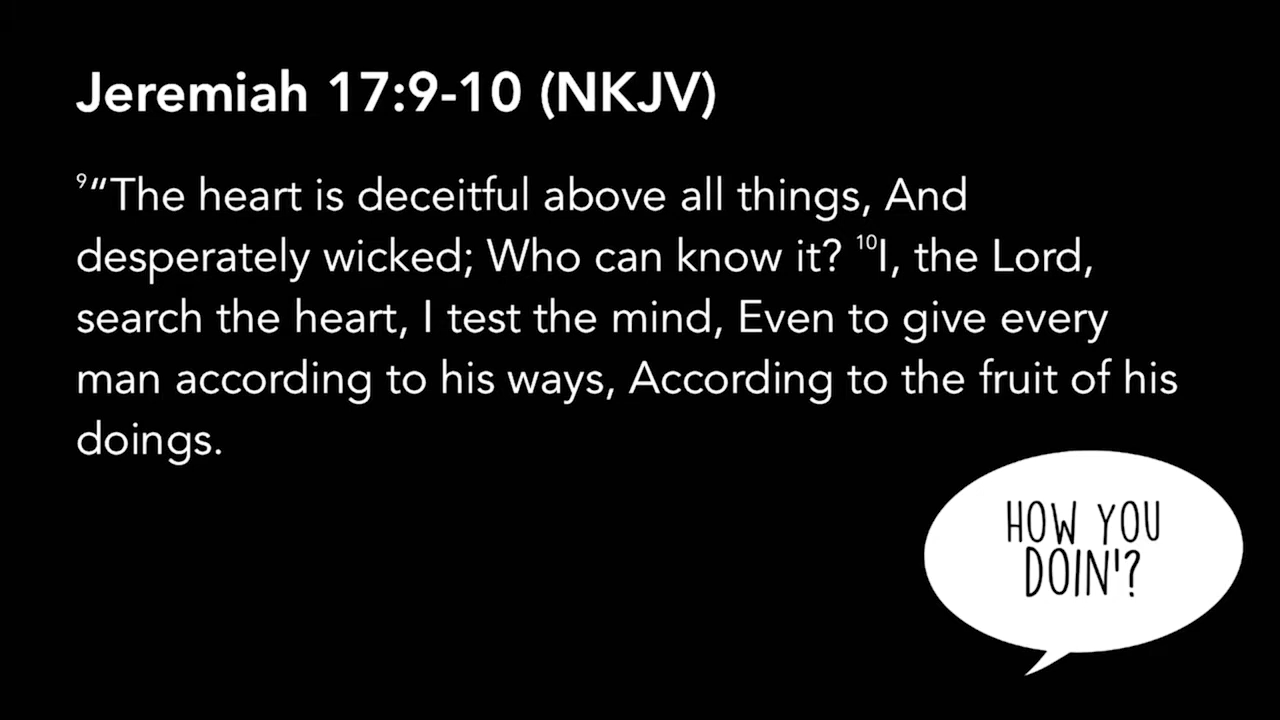 Jeremiah 17:9-10 (NKJV)
⁹“The heart is deceitful above all things, And
desperately wicked; Who can know it? ¹⁰I, the Lord,
search the heart, I test the mind, Even to give every
man according to his ways, According to the fruit of his
doings.
HOW YOU
DOIN'?